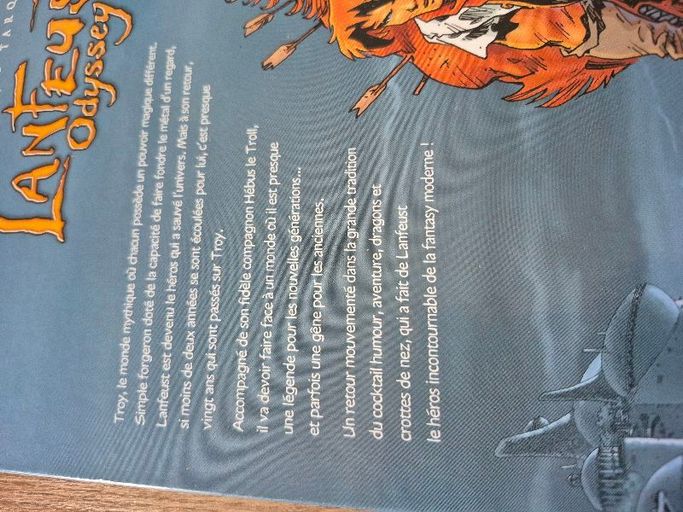 TARQ
LANFEUST
Odyssey
Troy, le monde mythique où chacun possède un pouvoir magique différent.
Simple forgeron doté de la capacité de faire fondre le métal d'un regard,
Lanfeust est devenu le héros qui a sauvé l'univers. Mais à son retour,
si moins de deux années se sont écoulées pour lui, c'est presque
vingt ans qui sont passés sur Troy.
Accompagné de son fidèle compagnon Hébus le Troll,
il va devoir faire face à un monde où il est presque
une légende pour les nouvelles générations...
et parfois une gêne pour les anciennes.
Un retour mouvementé dans la grande tradition
du cocktail humour, aventure, dragons et
crottes de nez, qui a fait de Lanfeust
le héros incontournable de la fantasy moderne !